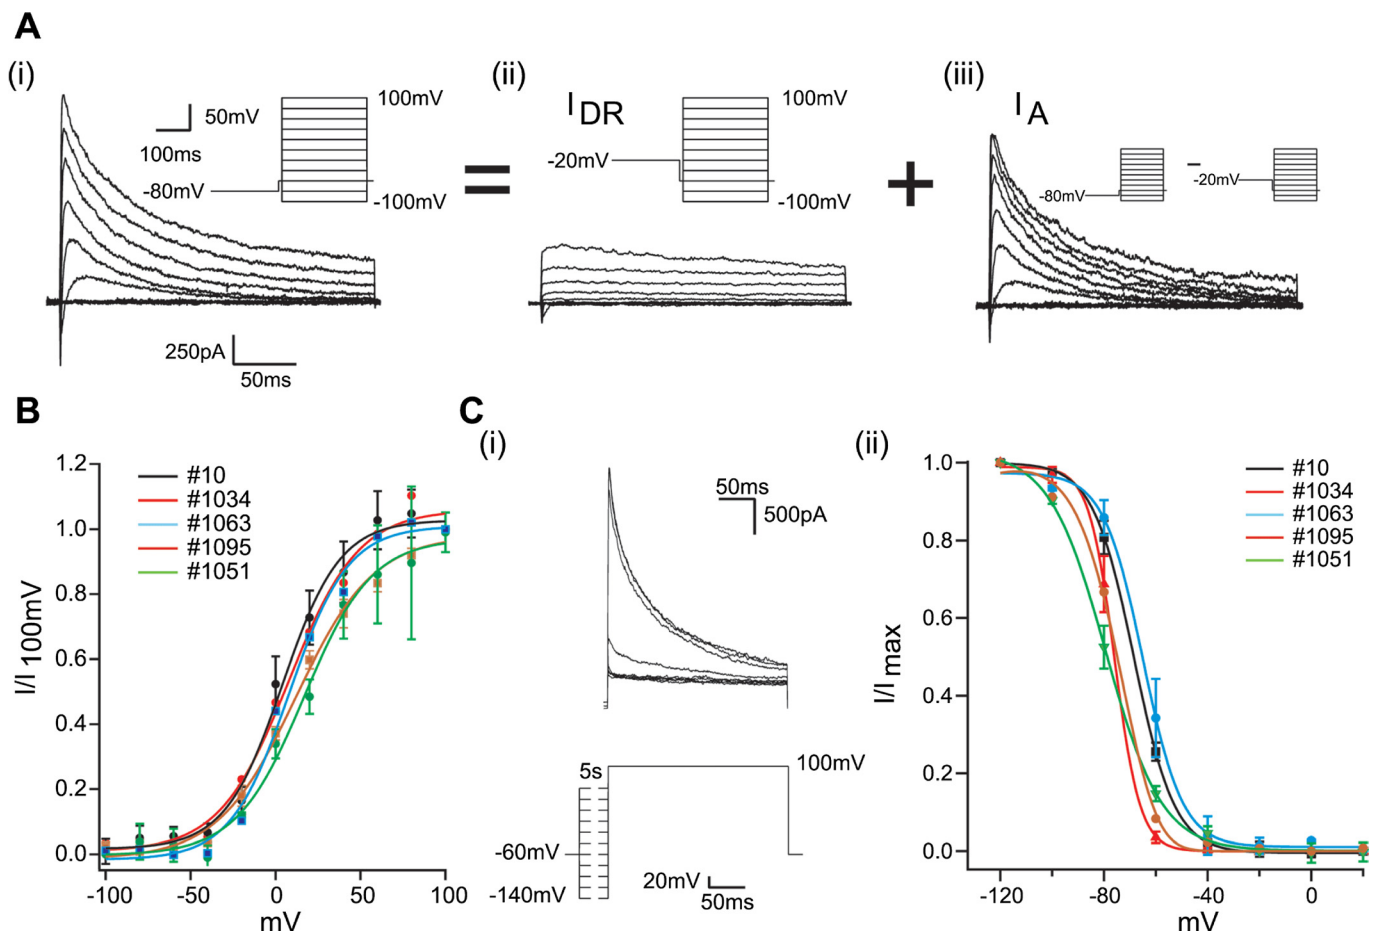 A
(i)
50mV
100ms
-80mV
100mV
-100mV
250pA
50ms
=
(ii)
I DR
-20mV
100mV
-100mV
+
(iii)
I A
-80mV
-
-20mV
B
1.2
1.0
0.8
0.6
0.4
0.2
0.0
I/I 100mV
#10
#1034
#1063
#1095
#1051
-100
-50
0
50
100
mV
C
(i)
50ms
500pA
5s
100mV
-60mV
-140mV
20mV
50ms
(ii)
1.0
0.8
0.6
0.4
0.2
0.0
I/I max
#10
#1034
#1063
#1095
#1051
-120
-80
-40
0
mV